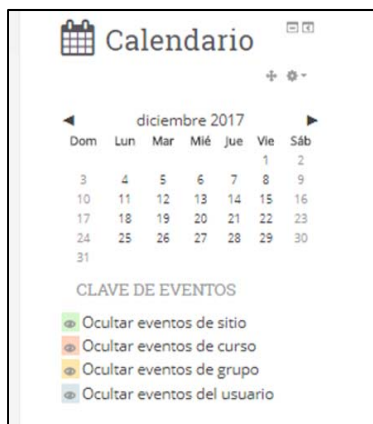 Calendario
diciembre 2017
Dom Lun Mar Mié Jue Vie Sáb
1 2
3 4 5 6 7 8 9
10 11 12 13 14 15 16
17 18 19 20 21 22 23
24 25 26 27 28 29 30
31
CLAVE DE EVENTOS
Ocultar eventos de sitio
Ocultar eventos de curso
Ocultar eventos de grupo
Ocultar eventos del usuario